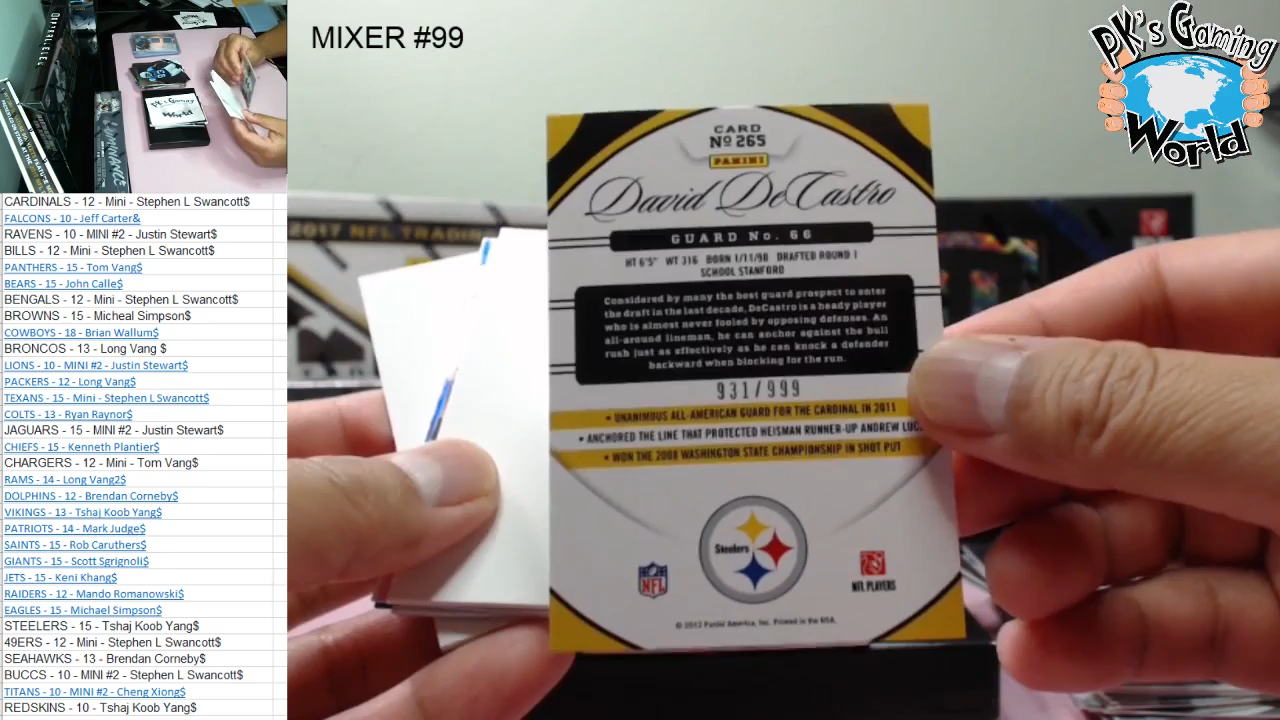 MIXER #99
PK's Gaming
World
CARDINALS - 12 - Mini - Stephen L Swancott$
FALCONS - 10 - Jeff Carter&
RAVENS - 10 - MINI #2 - Justin Stewart$
BILLS - 12 - Mini - Stephen L Swancott$
PANTHERS - 15 - Tom Vang$
BEARS - 15 - John Calle$
BENGALS - 12 - Mini - Stephen L Swancott$
BROWNS - 15 - Micheal Simpson$
COWBOYS - 18 - Brian Wallum$
BRONCOS - 13 - Long Vang $
LIONS - 10 - MINI #2 - Justin Stewart$
PACKERS - 12 - Long Vang$
TEXANS - 15 - Mini - Stephen L Swancott$
COLTS - 13 - Ryan Raynor$
JAGUARS - 15 - MINI #2 - Justin Stewart$
CHIEFS - 15 - Kenneth Plantier$
CHARGERS - 12 - Mini - Tom Vang$
RAMS - 14 - Long Vang2$
DOLPHINS - 12 - Brendan Corneby$
VIKINGS - 13 - Tshaj Koob Yang$
PATRIOTS - 14 - Mark Judge$
SAINTS - 15 - Rob Caruthers$
GIANTS - 15 - Scott Sgrignoli$
JETS - 15 - Keni Khang$
RAIDERS - 12 - Mando Romanowski$
EAGLES - 15 - Michael Simpson$
STEELERS - 15 - Tshaj Koob Yang$
49ERS - 12 - Mini - Stephen L Swancott$
SEAHAWKS - 13 - Brendan Corneby$
BUCCS - 10 - MINI #2 - Stephen L Swancott$
TITANS - 10 - MINI #2 - Cheng Xiong$
REDSKINS - 10 - Tshaj Koob Yang$
2017 NFL TRADING
CARD
No 265
PANINI
David DeCastro
GUARD No. 66
HT 6'5" WT 316 BORN 1/11/90 DRAFTED ROUND 1
SCHOOL STANFORD
Considered by many the best guard prospect to enter
the draft in the last decade, DeCastro is a heady player
who is almost never fooled by opposing defenses. An
all-around lineman, he can anchor against the bull
rush just as effectively as he can knock a defender
backward when blocking for the run.
931/999
• UNANIMOUS ALL-AMERICAN GUARD FOR THE CARDINAL IN 2011
• ANCHORED THE LINE THAT PROTECTED HEISMAN RUNNER-UP ANDREW LUC
• WON THE 2008 WASHINGTON STATE CHAMPIONSHIP IN SHOT PUT
Steelers
NFL
NFL PLAYERS
© 2012 Panini America, Inc. Printed in the USA.